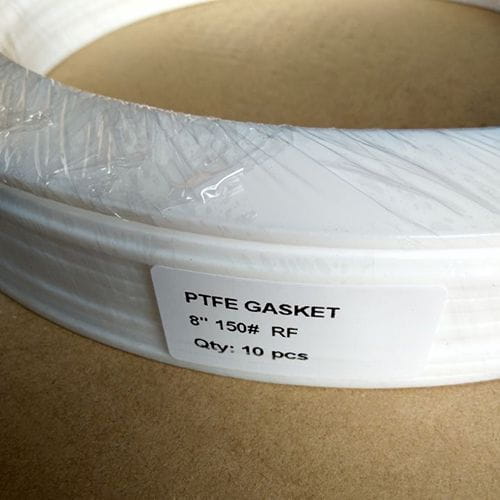 PTFE GASKET
8" 150# RF
Qty: 10 pcs